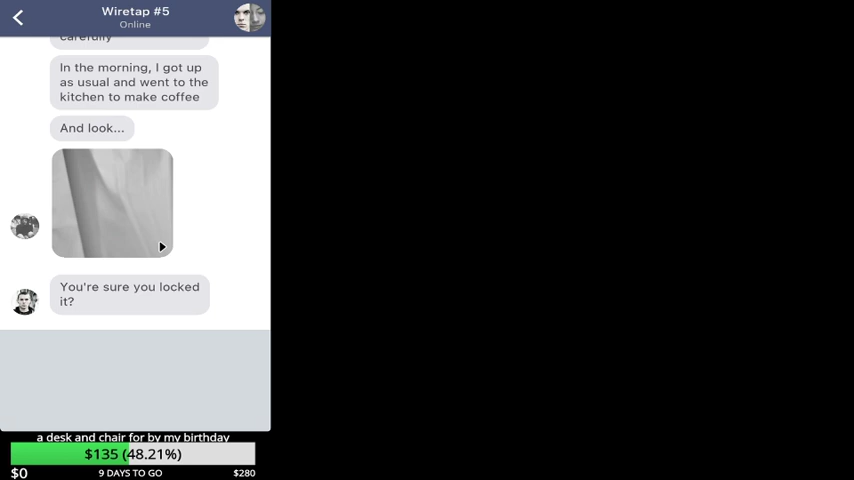 Wiretap #5
Online
carefully
In the morning, I got up
as usual and went to the
kitchen to make coffee
And look...
You're sure you locked
it?
a desk and chair for by my birthday
$135 (48.21%)
$0 9 DAYS TO GO $280